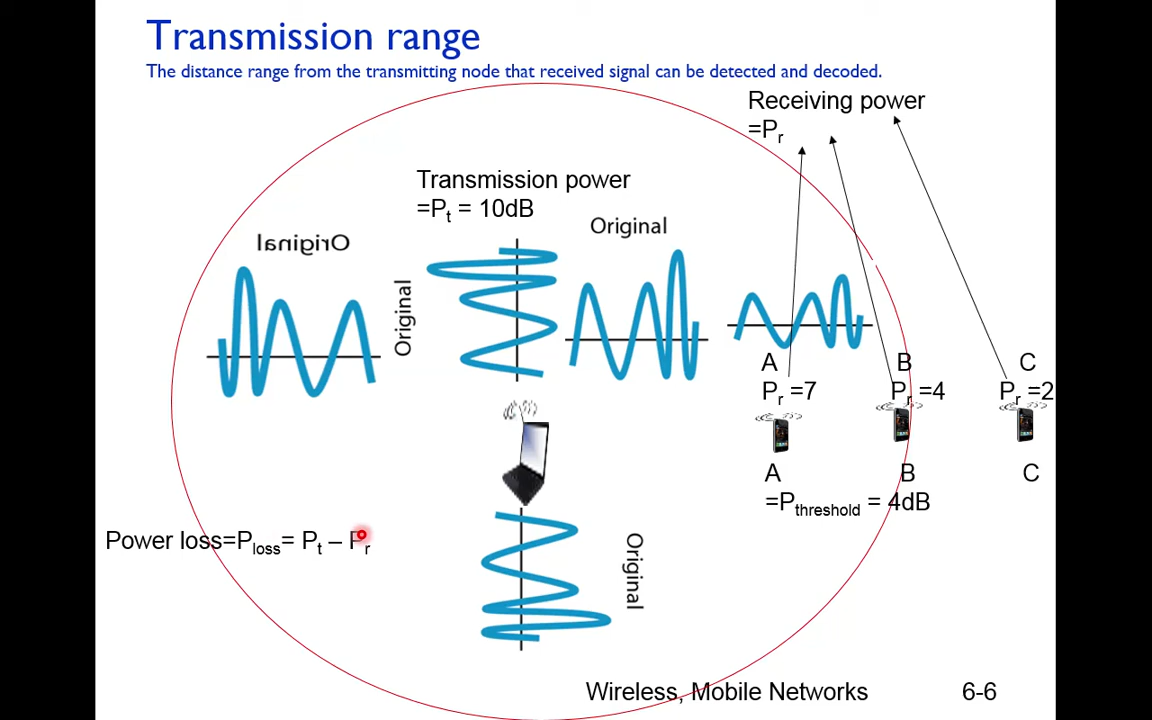 Transmission range
The distance range from the transmitting node that received signal can be detected and decoded.
Receiving power
=Pr
Transmission power
=Pt = 10dB
Original
Original
Original
A
B
C
Pr =7
Pr =4
Pr =2
A
B
C
=Pthreshold = 4dB
Power loss=Ploss= Pt – Pr
Original
Wireless, Mobile Networks
6-6